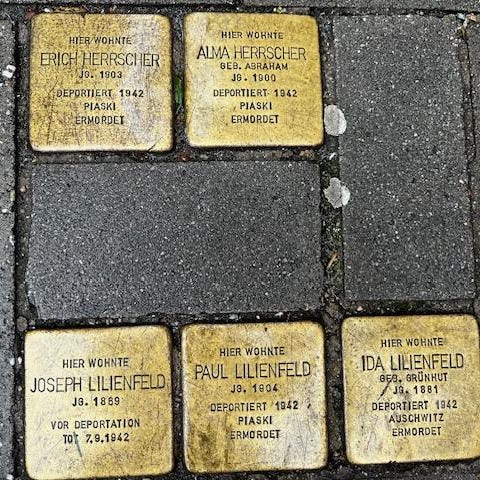 HIER WOHNTE
ERICH HERRSCHER
JG. 1903
DEPORTIERT 1942
PIASKI
ERMORDET
HIER WOHNTE
ALMA HERRSCHER
GEB. ABRAHAM
JG. 1900
DEPORTIERT 1942
PIASKI
ERMORDET
HIER WOHNTE
JOSEPH LILIENFELD
JG. 1869
VOR DEPORTATION
TOT 7.9.1942
HIER WOHNTE
PAUL LILIENFELD
JG. 1904
DEPORTIERT 1942
PIASKI
ERMORDET
HIER WOHNTE
IDA LILIENFELD
GEB. GRÜNHUT
JG. 1881
DEPORTIERT 1942
AUSCHWITZ
ERMORDET